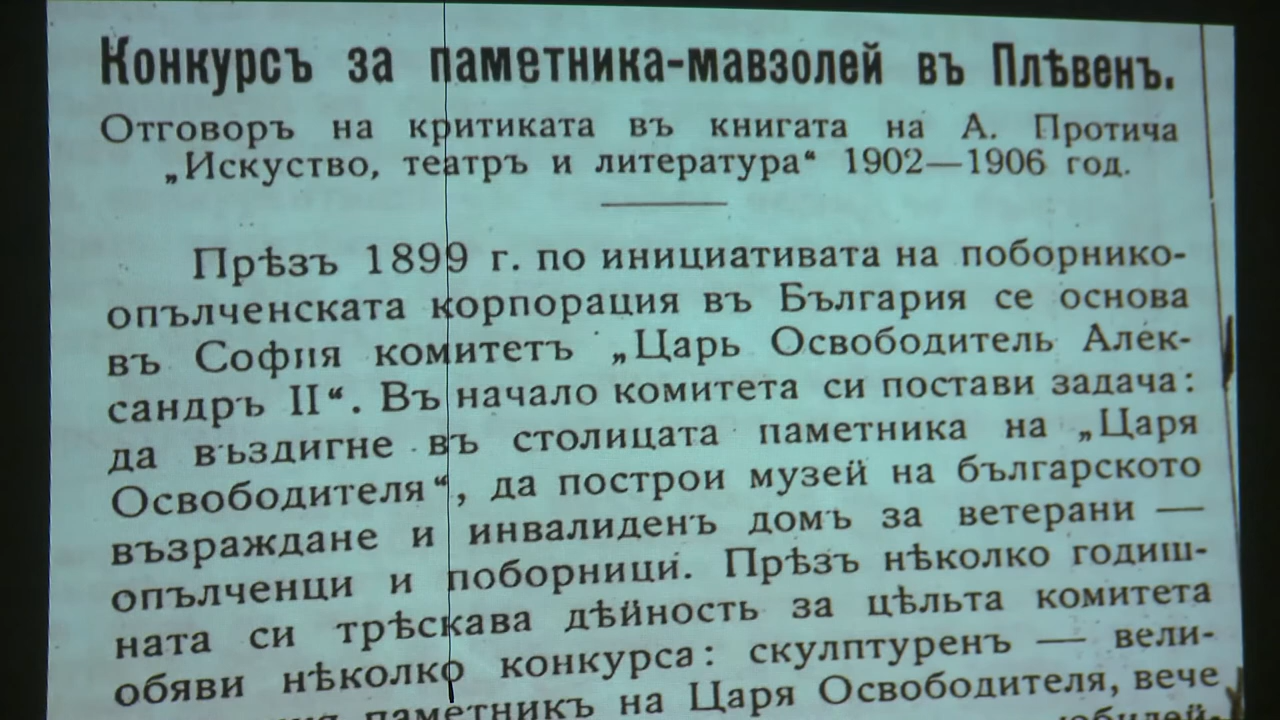 Конкурсъ за паметника-мавзолей въ Плѣвенъ.
Отговоръ на критиката въ книгата на А. Протича
„Искуство, театръ и литература“ 1902—1906 год.
Прѣзъ 1899 г. по инициативата на поборнико-
опълченската корпорация въ България се основа
въ София комитетъ „Царь Освободитель Алек-
сандръ II“. Въ начало комитета си постави задача:
да въздигне въ столицата паметника на „Царя
Освободителя“, да построи музей на българското
възраждане и инвалиденъ домъ за ветерани —
опълченци и поборници. Прѣзъ нѣколко годиш-
ната си трѣскава дѣйность за цѣльта комитета
обяви нѣколко конкурса: скулптуренъ — вели-
паметникъ на Царя Освободителя, вече
юбилей-